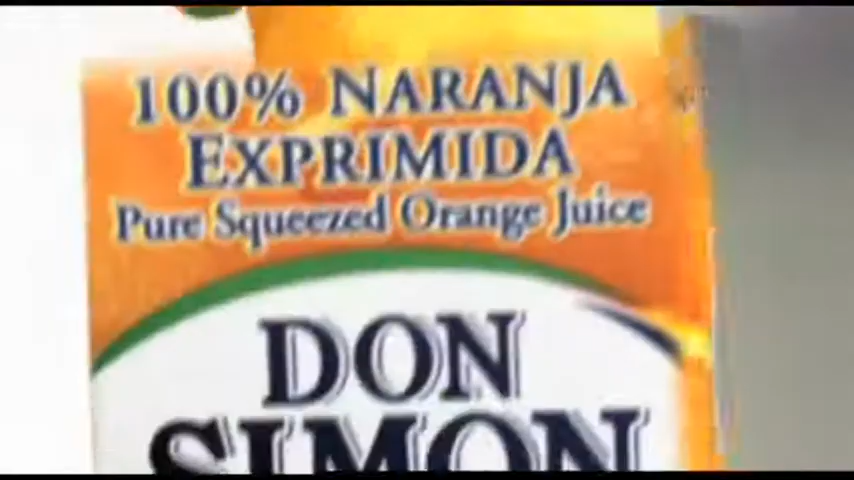 100% NARANJA
EXPRIMIDA
Pure Squeezed Orange Juice
DON
SIMON